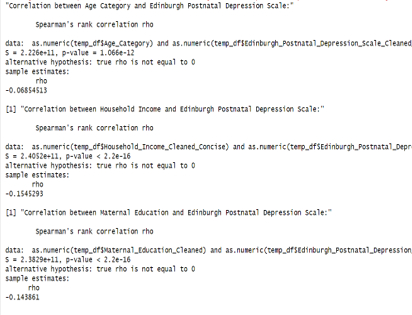 "Correlation between Age Category and Edinburgh Postnatal Depression Scale:"
Spearman's rank correlation rho
data: as.numeric(temp_df$Age_Category) and as.numeric(temp_df$Edinburgh_Postnatal_Depression_Scale_Cleaned
S = 2.226e+11, p-value = 1.066e-12
alternative hypothesis: true rho is not equal to 0
sample estimates:
rho
-0.06854513
[1] "Correlation between Household Income and Edinburgh Postnatal Depression Scale:"
Spearman's rank correlation rho
data: as.numeric(temp_df$Household_Income_Cleaned_Concise) and as.numeric(temp_df$Edinburgh_Postnatal_Depr
S = 2.4052e+11, p-value < 2.2e-16
alternative hypothesis: true rho is not equal to 0
sample estimates:
rho
-0.1545293
[1] "Correlation between Maternal Education and Edinburgh Postnatal Depression Scale:"
Spearman's rank correlation rho
data: as.numeric(temp_df$Maternal_Education_Cleaned) and as.numeric(temp_df$Edinburgh_Postnatal_Depression
S = 2.3829e+11, p-value < 2.2e-16
alternative hypothesis: true rho is not equal to 0
sample estimates:
rho
-0.143861